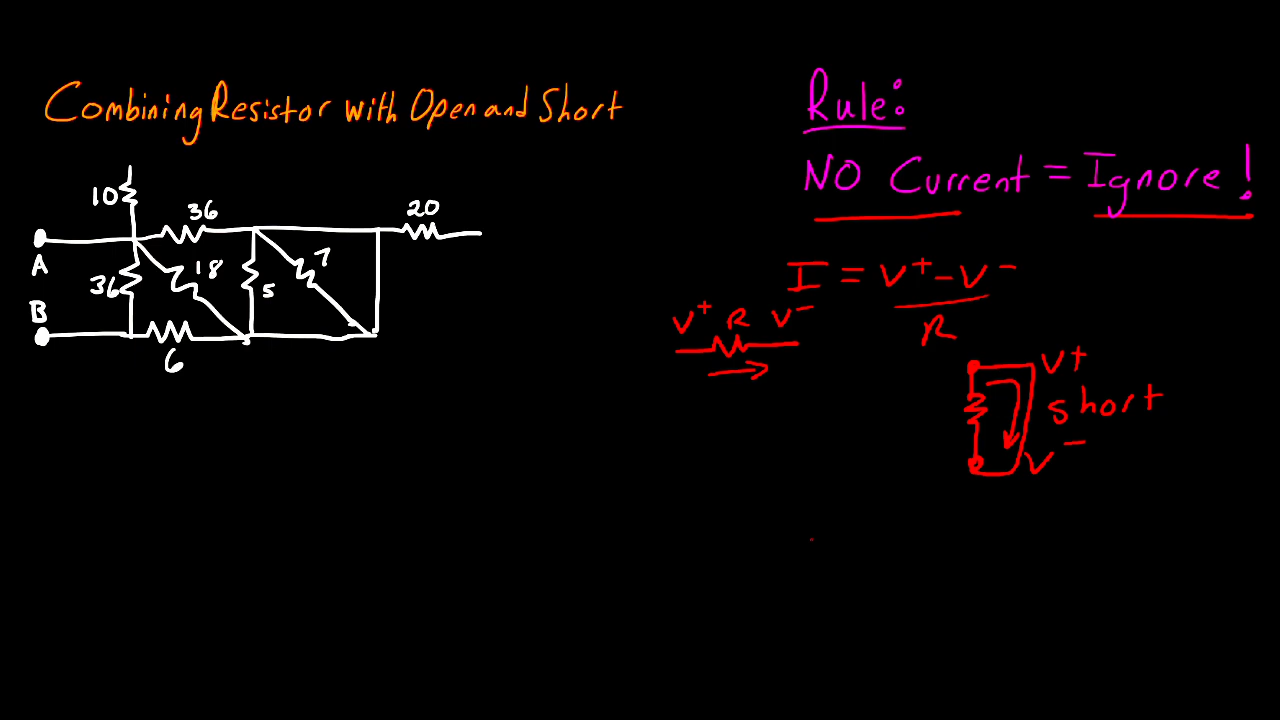 Combining Resistor with Open and Short
Rule:
NO Current = Ignore!
10
36
20
A
36
18
5
7
B
6
I = V+ - V-
R
V+ R V-
V+
short
V-